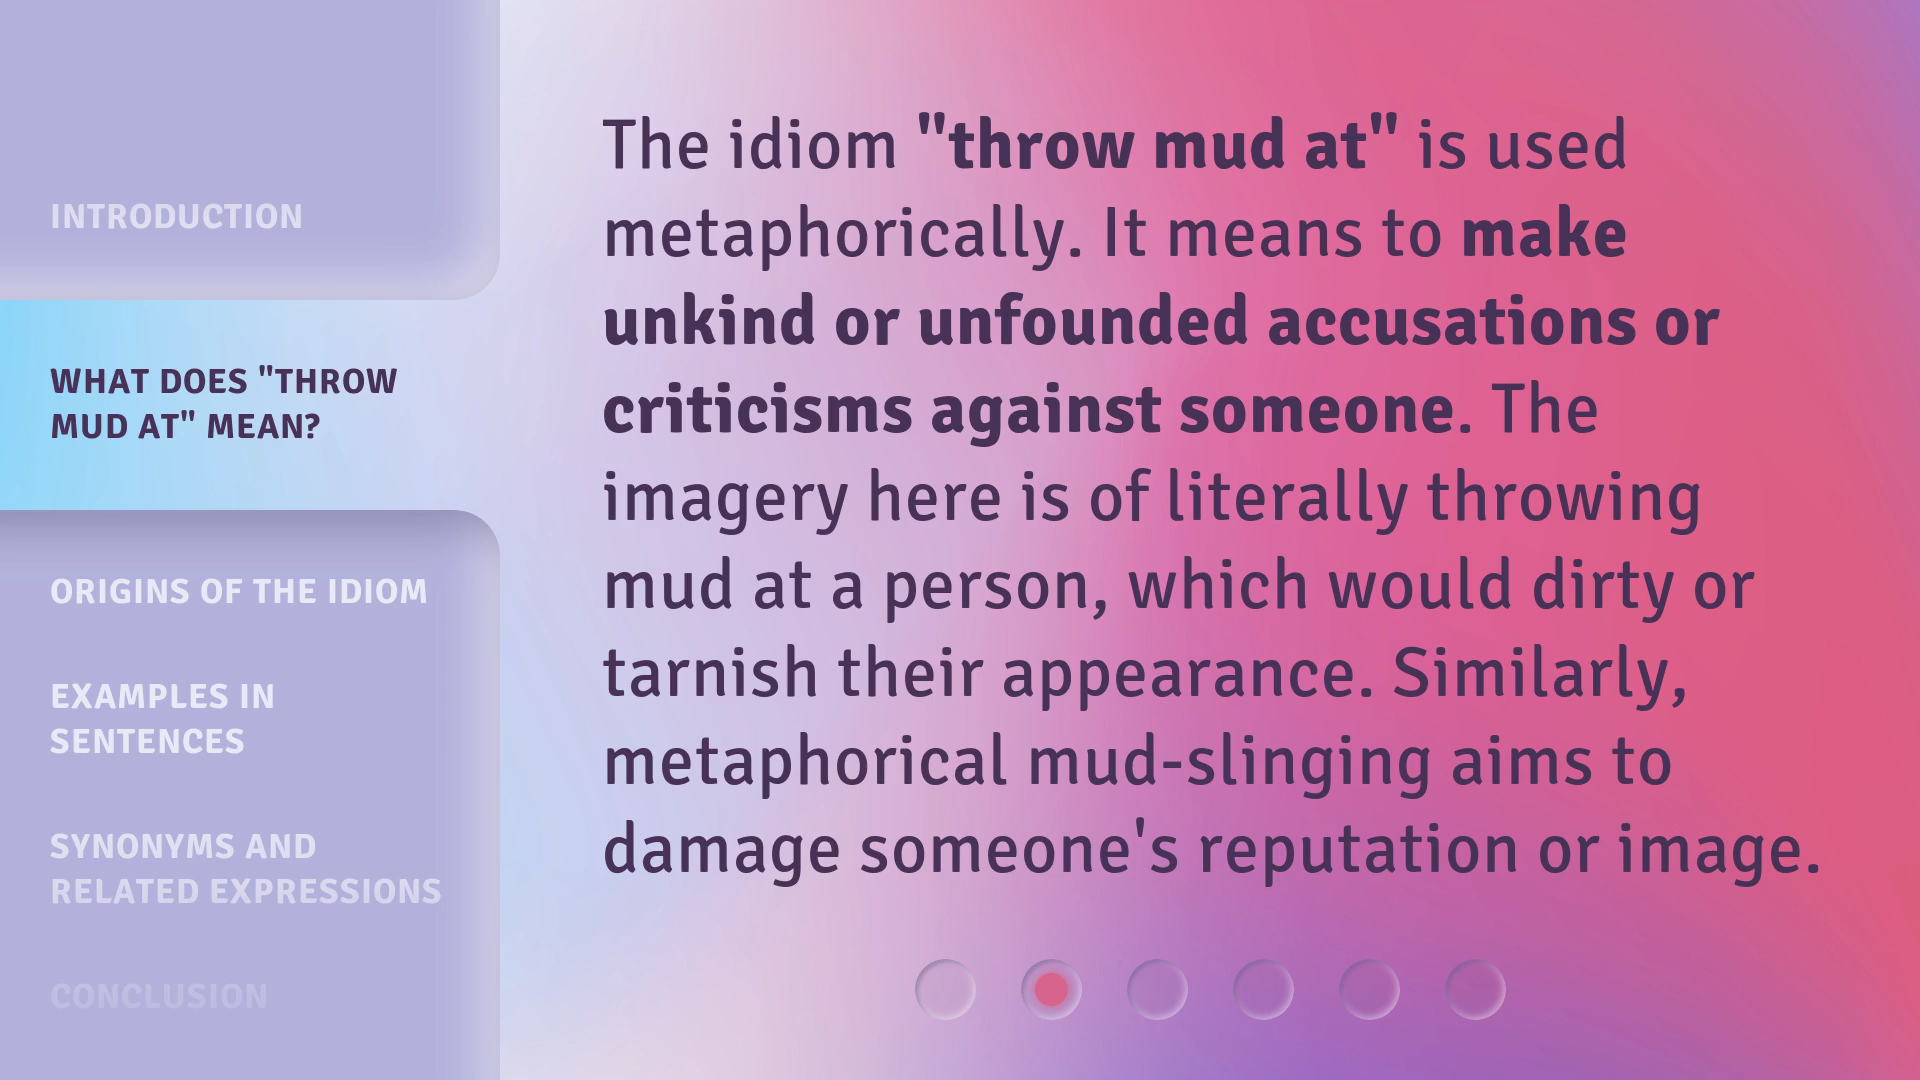 INTRODUCTION
WHAT DOES "THROW
MUD AT" MEAN?
ORIGINS OF THE IDIOM
EXAMPLES IN
SENTENCES
SYNONYMS AND
RELATED EXPRESSIONS
CONCLUSION
The idiom "throw mud at" is used
metaphorically. It means to make
unkind or unfounded accusations or
criticisms against someone. The
imagery here is of literally throwing
mud at a person, which would dirty or
tarnish their appearance. Similarly,
metaphorical mud-slinging aims to
damage someone's reputation or image.